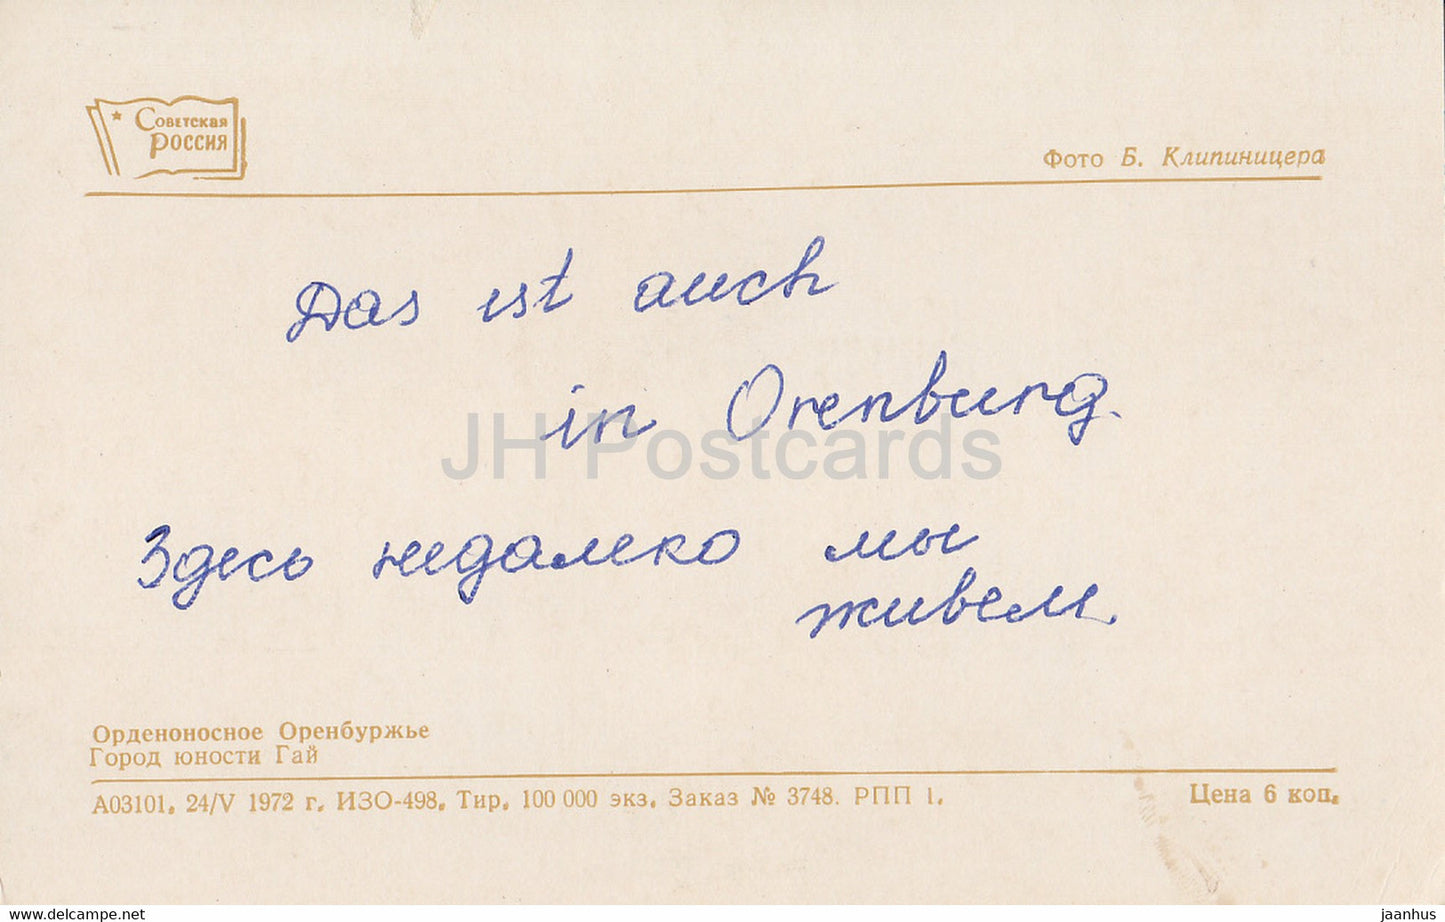 Советская
Россия
Фото Б. Клипиницера
Das ist auch
in Orenburg.
JH Postcards
Здесь недалеко мы
живем.
Орденоносное Оренбуржье
Город юности Гай
А03101. 24/V 1972 г. ИЗО-498. Тир. 100 000 экз. Заказ № 3748. РПП 1.
Цена 6 коп.
www.delcampe.net
jaanhus